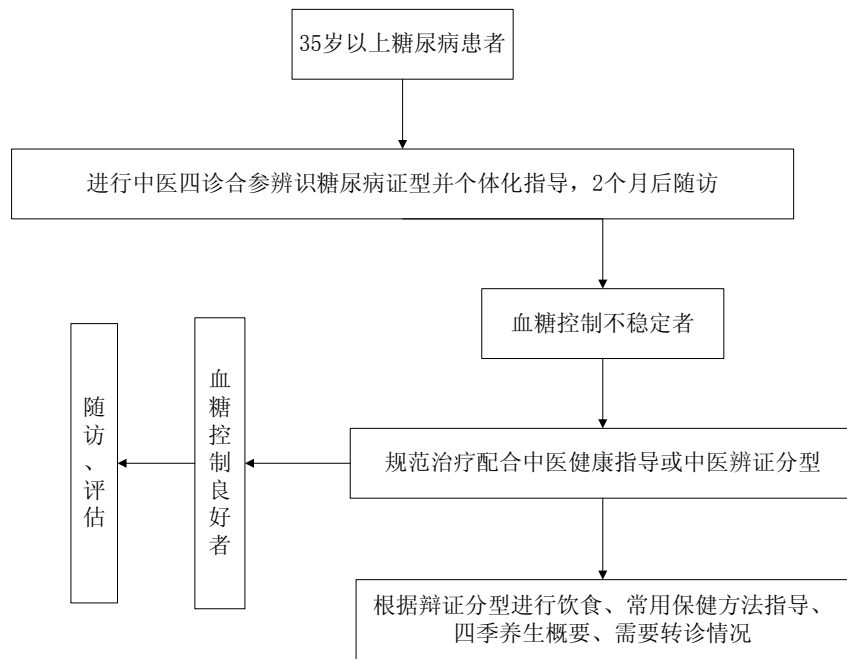 35岁以上糖尿病患者
进行中医四诊合参辨识糖尿病证型并个体化指导，2个月后随访
血糖控制不稳定者
规范治疗配合中医健康指导或中医辨证分型
血糖控制良好者
随访、评估
根据辩证分型进行饮食、常用保健方法指导、
四季养生概要、需要转诊情况